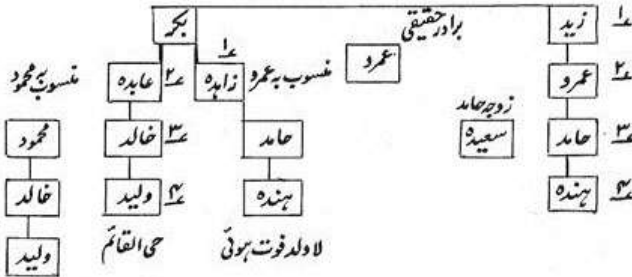 ۱؎ زید برادر حقیقی بکر
۲؎ عمرو عمرو ۱؎ زاہدہ منسوب بہ عمرو ۲؎ عابدہ منسوب بہ محمود
زوجہ حامد
۳؎ حامد سعیدہ حامد ۳؎ خالد محمود
۴؎ ہندہ ہندہ ۴؎ ولید خالد
لا ولد فوت ہوئی حی القائم ولید